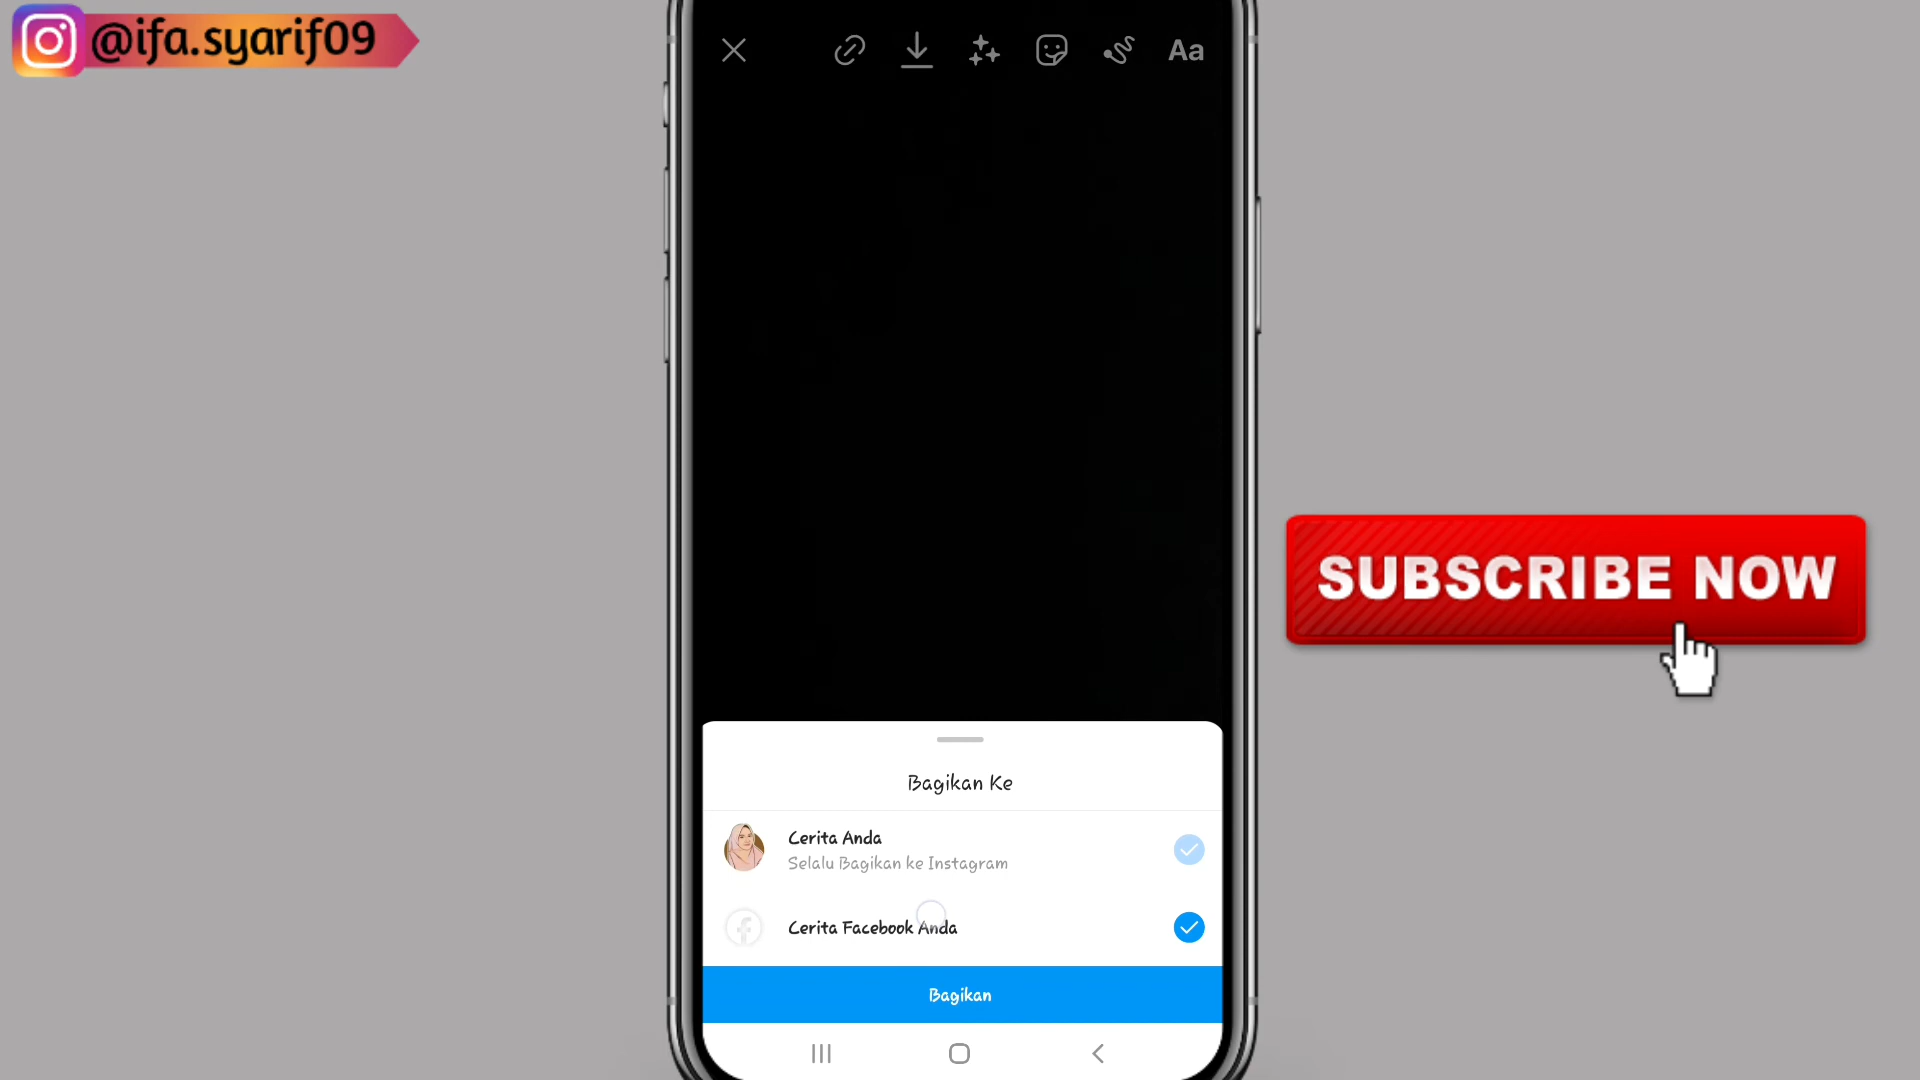 @ifa.syarif09
Aa
SUBSCRIBE NOW
Bagikan Ke
Cerita Anda
Selalu Bagikan ke Instagram
Cerita Facebook Anda
Bagikan